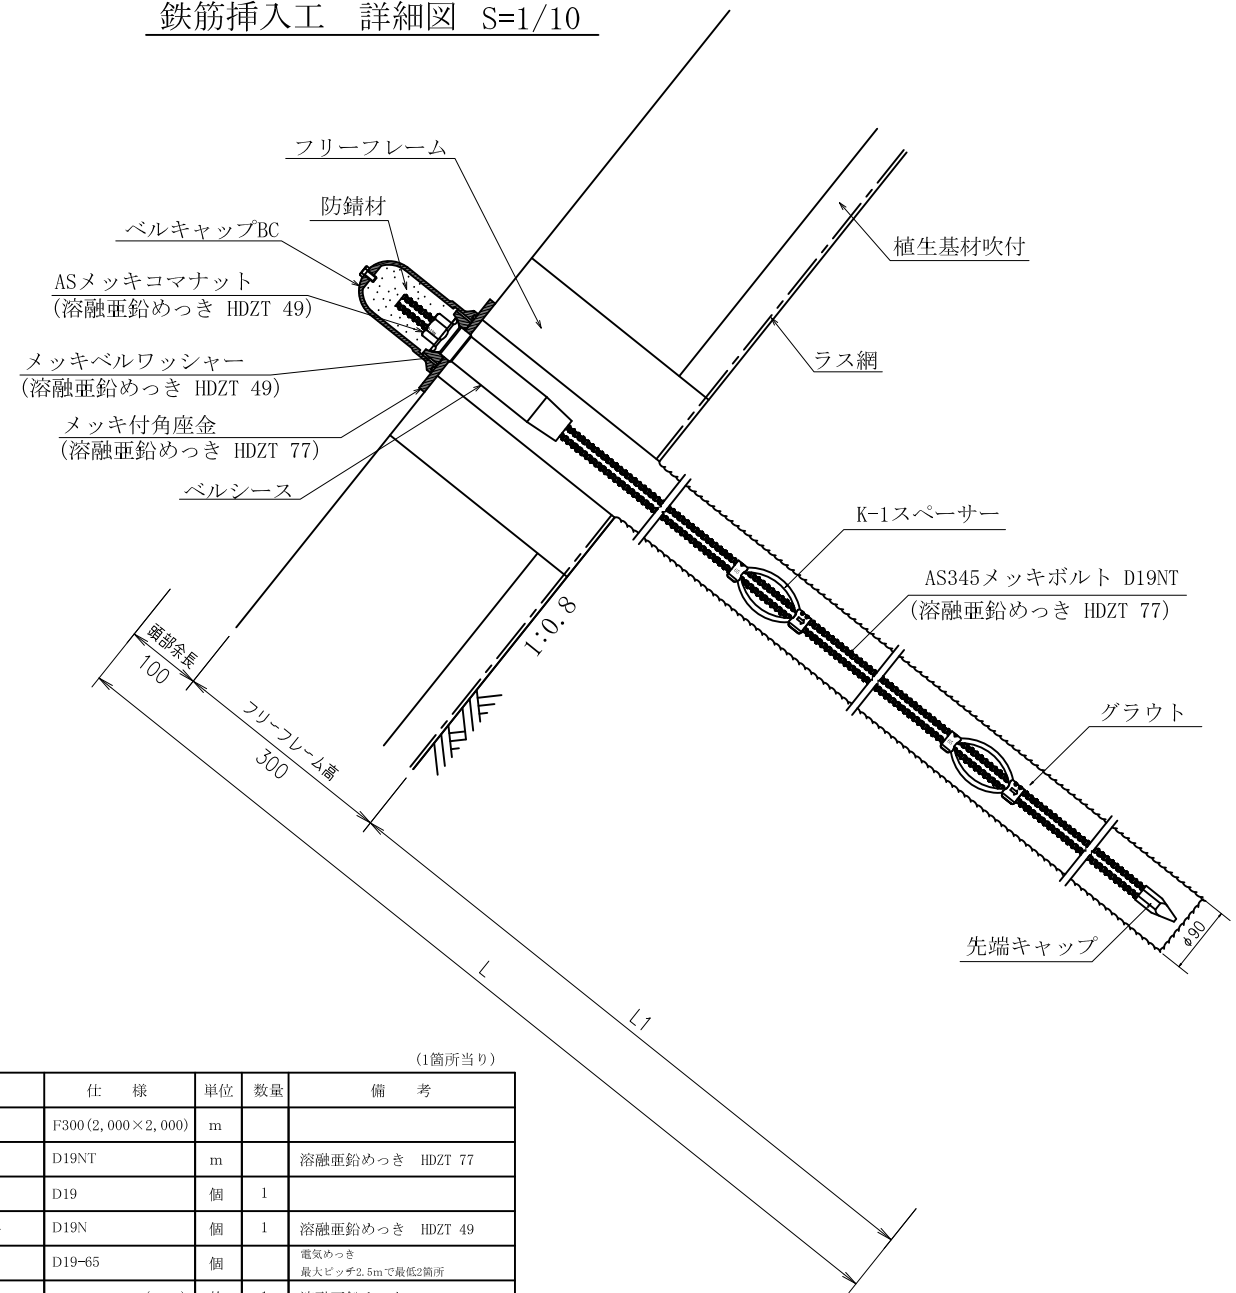 鉄筋挿入工　詳細図　S=1/10
フリーフレーム
防錆材
ベルキャップBC
植生基材吹付
ASメッキコマナット
(溶融亜鉛めっき HDZT 49)
ラス網
メッキベルワッシャー
(溶融亜鉛めっき HDZT 49)
メッキ付角座金
(溶融亜鉛めっき HDZT 77)
ベルシース
K-1スペーサー
AS345メッキボルト D19NT
(溶融亜鉛めっき HDZT 77)
1:0.8
頭部余長
100
フリーフレーム高
300
グラウト
先端キャップ
φ90
L
L1
(1箇所当り)
仕　様　単位　数量　備　考
F300(2,000×2,000)　m
D19NT　m　溶融亜鉛めっき　HDZT 77
D19　個　1
D19N　個　1　溶融亜鉛めっき　HDZT 49
D19-65　個　電気めっき
最大ピッチ2.5mで最低2箇所